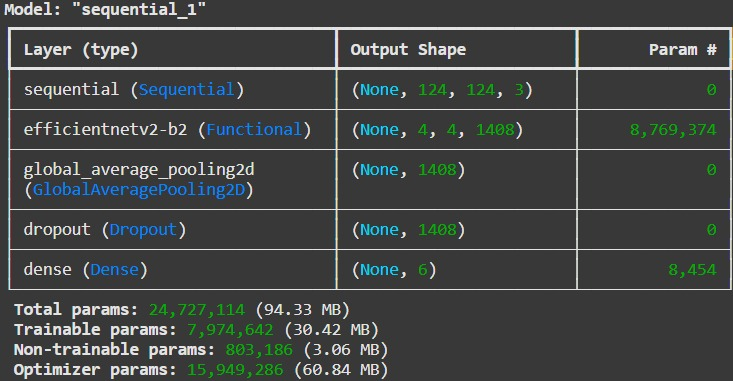 Model: "sequential_1"
Layer (type) Output Shape Param #
sequential (Sequential) (None, 124, 124, 3) 0
efficientnetv2-b2 (Functional) (None, 4, 4, 1408) 8,769,374
global_average_pooling2d (None, 1408) 0
(GlobalAveragePooling2D)
dropout (Dropout) (None, 1408) 0
dense (Dense) (None, 6) 8,454
Total params: 24,727,114 (94.33 MB)
Trainable params: 7,974,642 (30.42 MB)
Non-trainable params: 803,186 (3.06 MB)
Optimizer params: 15,949,286 (60.84 MB)